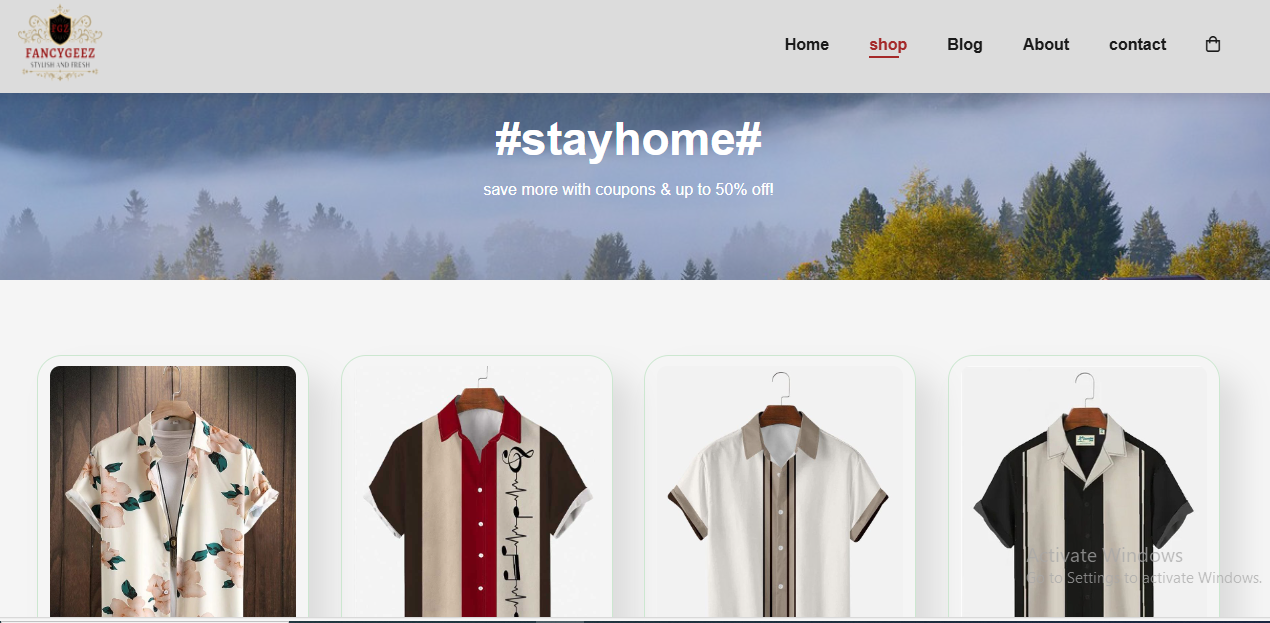 FGZ
FANCYGEEZ
STYLISH AND FRESH
Home shop Blog About contact
#stayhome#
save more with coupons & up to 50% off!
Activate Windows
Go to Settings to activate Windows.